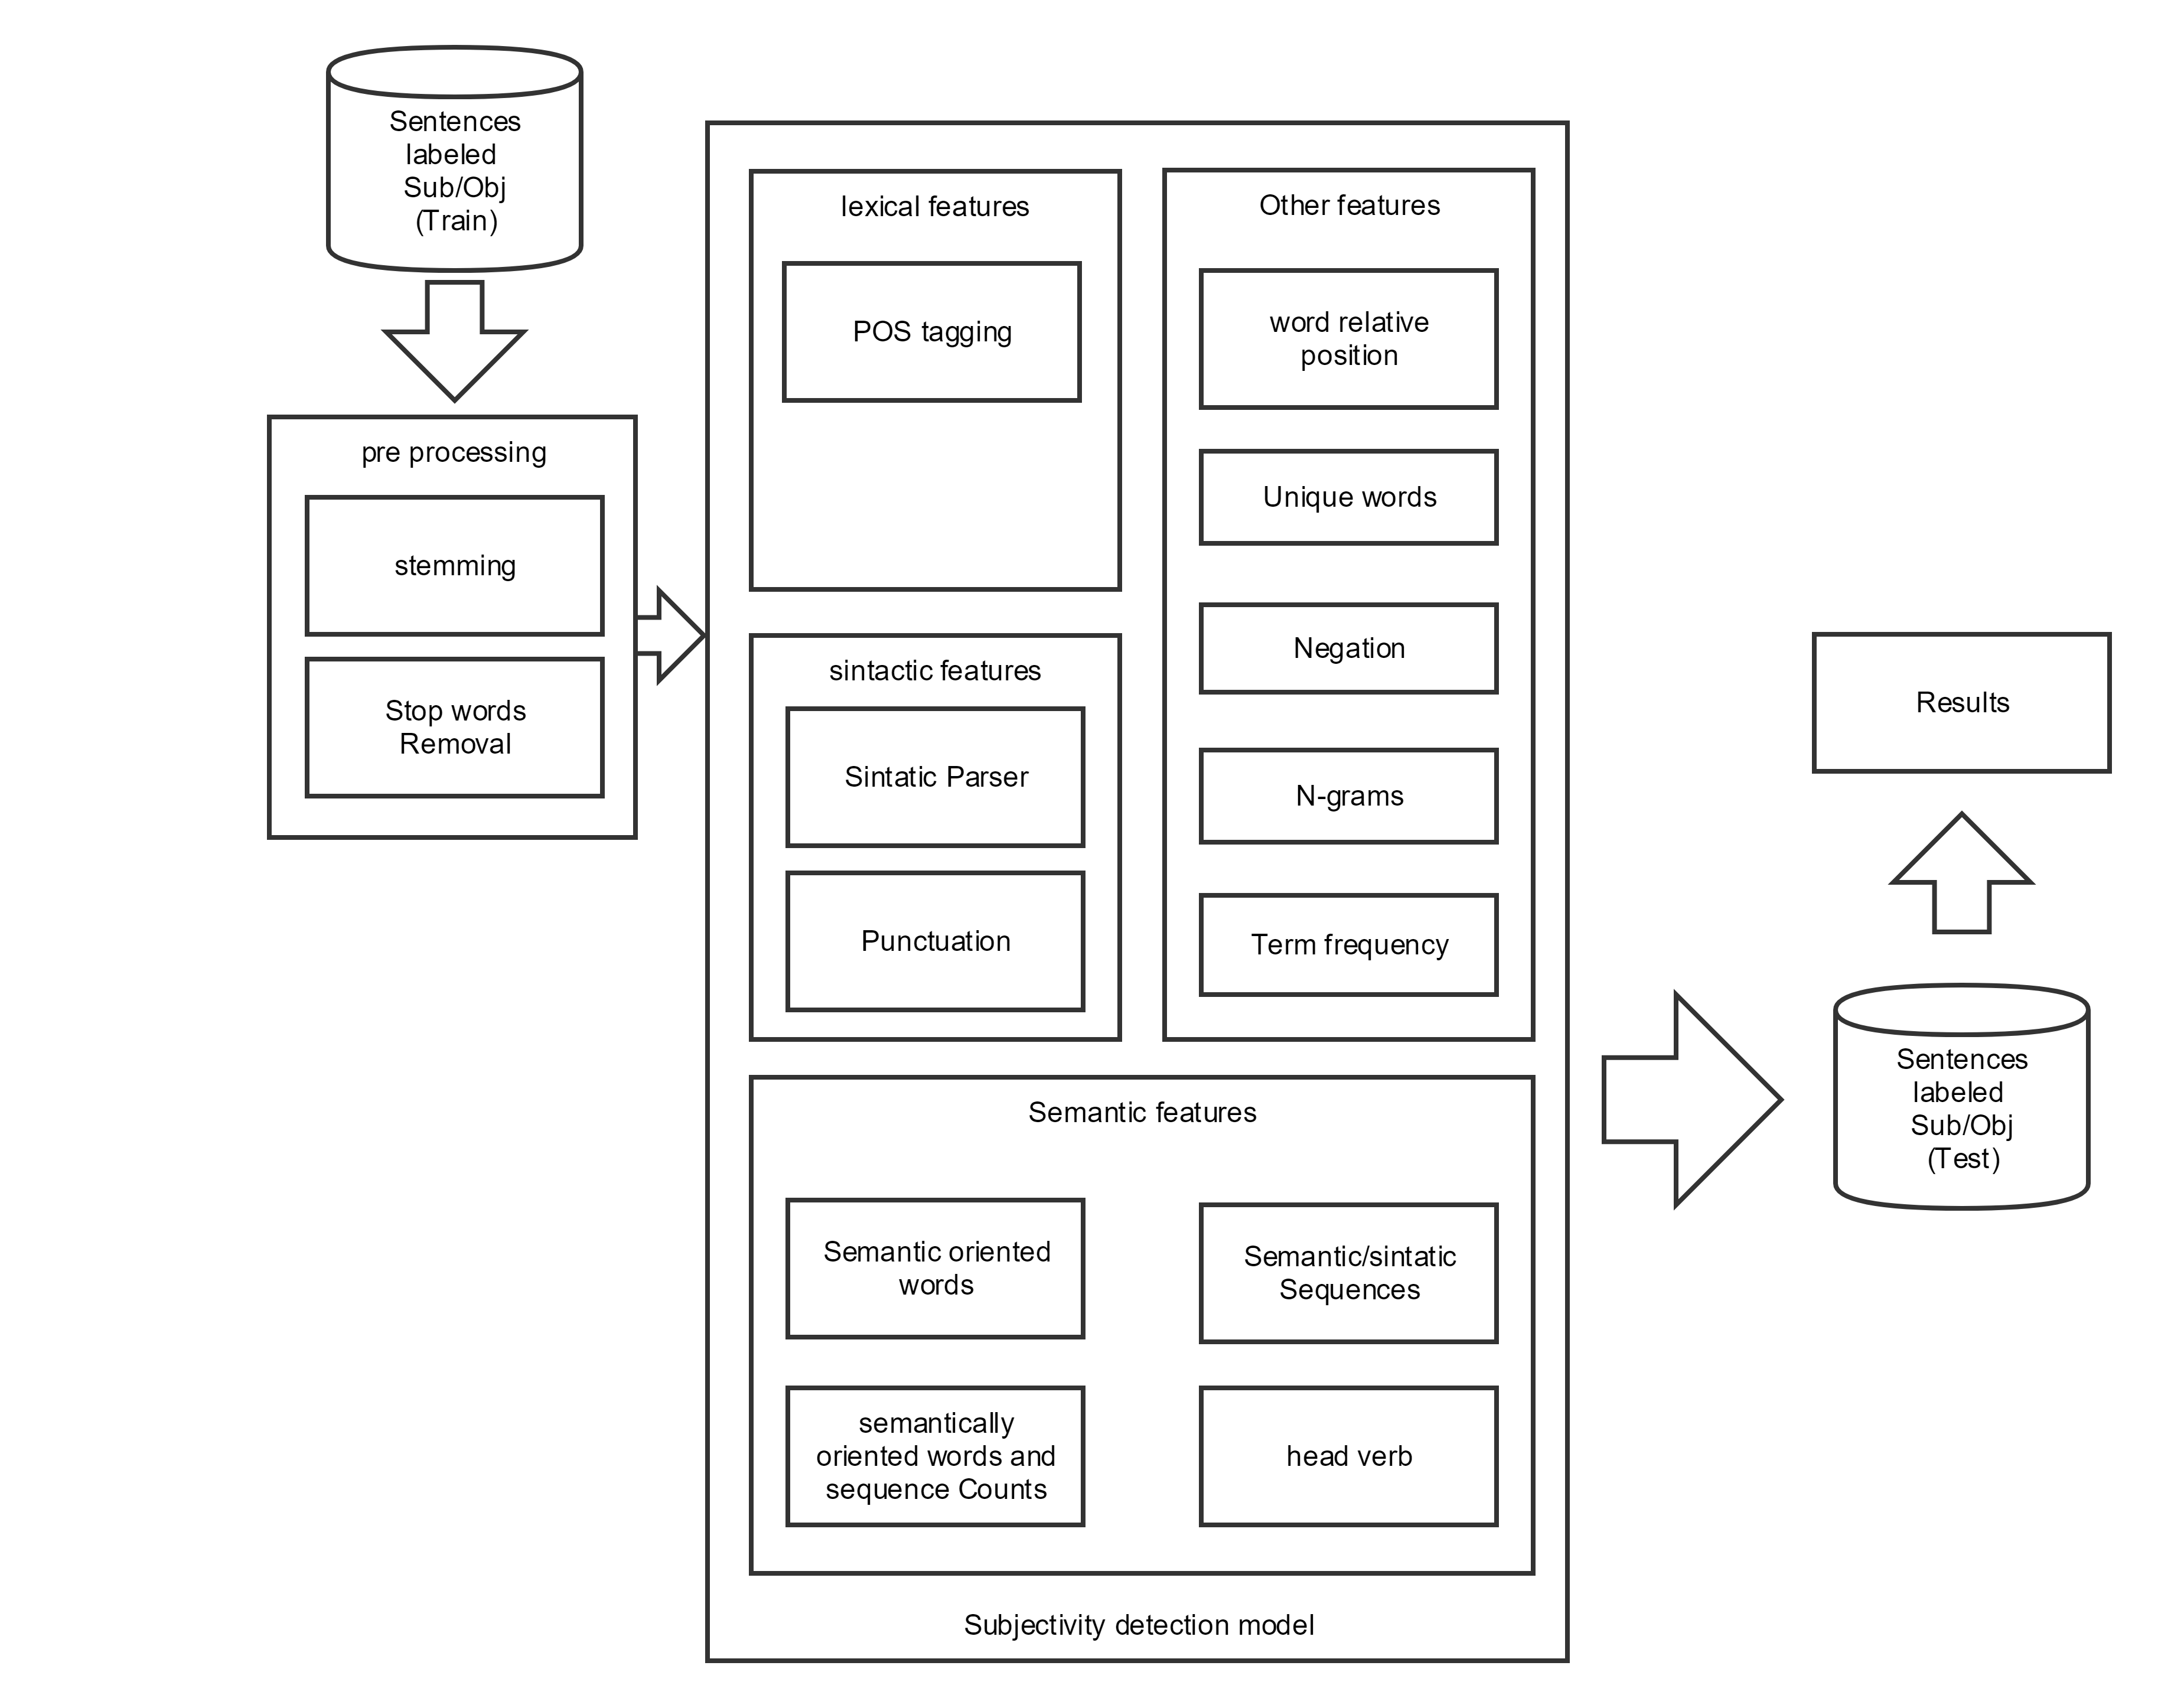 Sentences
labeled
Sub/Obj
(Train)
pre processing
stemming
Stop words
Removal
lexical features
POS tagging
sintactic features
Sintatic Parser
Punctuation
Other features
word relative
position
Unique words
Negation
N-grams
Term frequency
Semantic features
Semantic oriented
words
Semantic/sintatic
Sequences
semantically
oriented words and
sequence Counts
head verb
Subjectivity detection model
Results
Sentences
labeled
Sub/Obj
(Test)